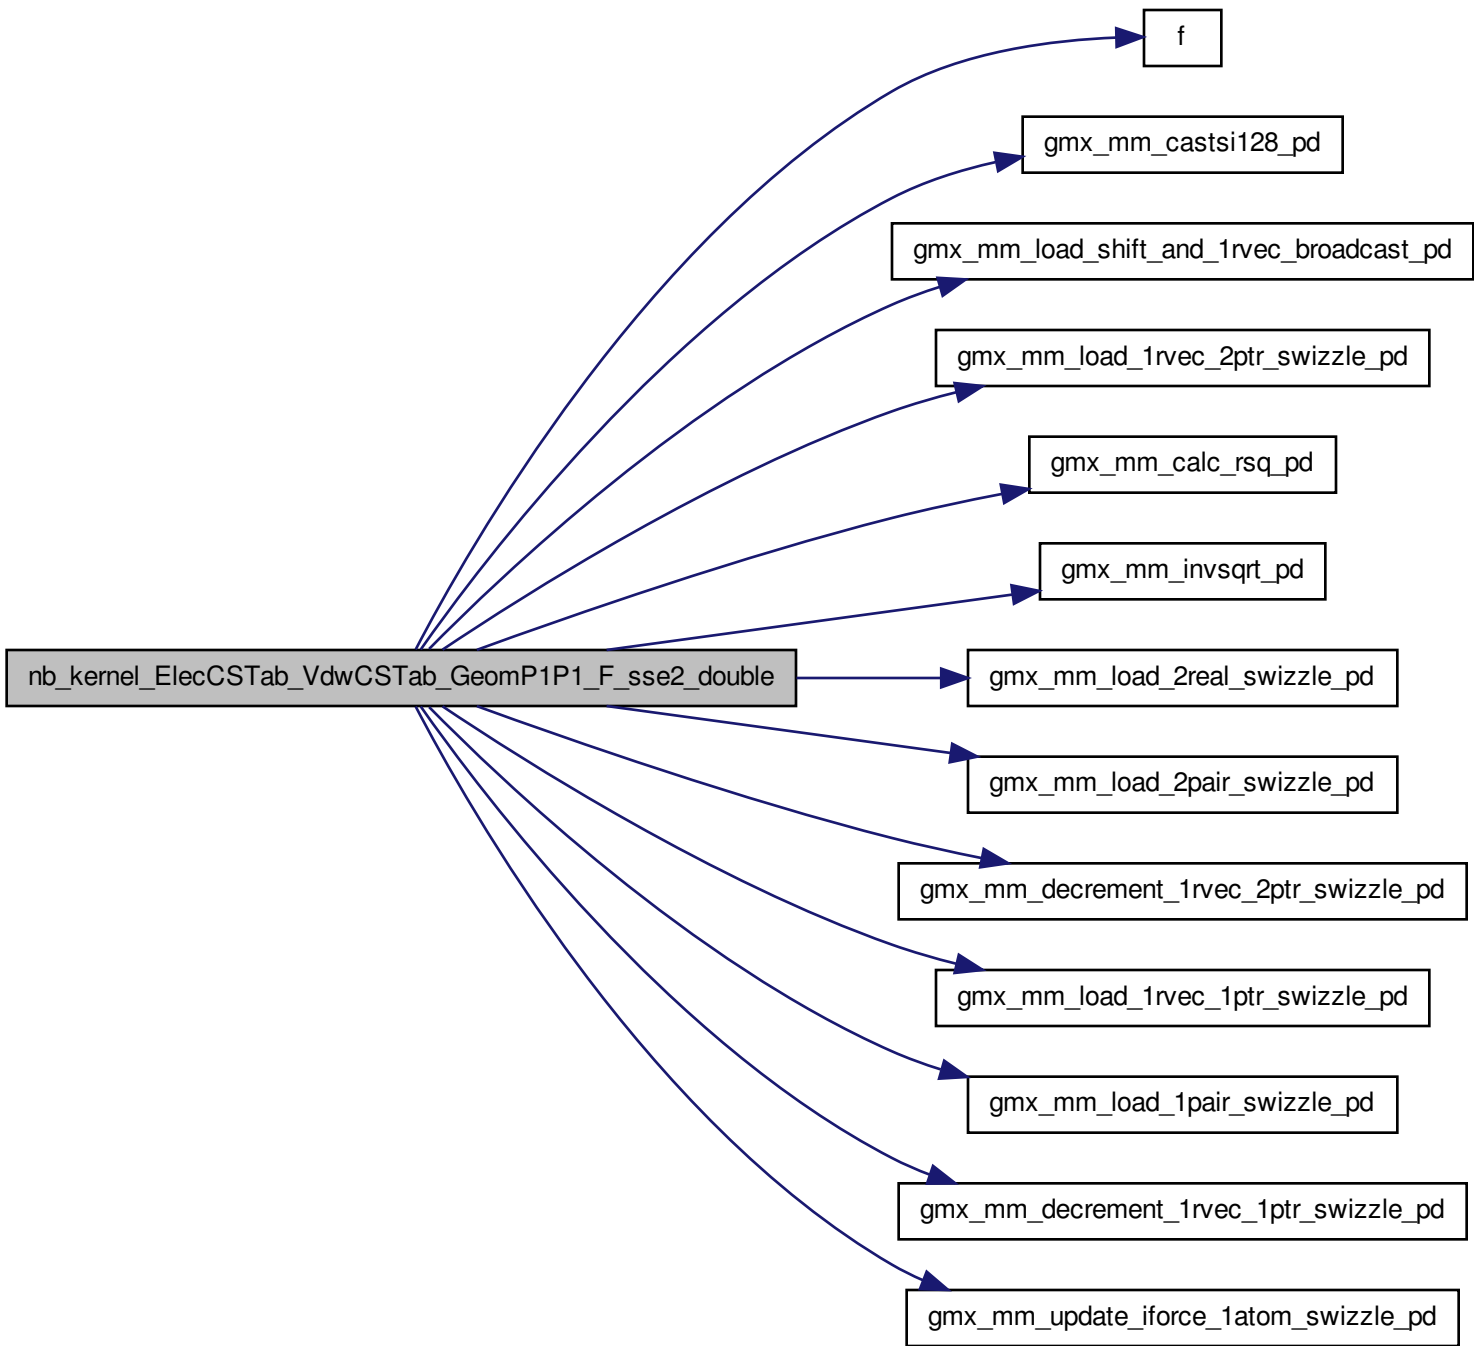 f
gmx_mm_castsi128_pd
gmx_mm_load_shift_and_1rvec_broadcast_pd
gmx_mm_load_1rvec_2ptr_swizzle_pd
gmx_mm_calc_rsq_pd
gmx_mm_invsqrt_pd
nb_kernel_ElecCSTab_VdwCSTab_GeomP1P1_F_sse2_double
gmx_mm_load_2real_swizzle_pd
gmx_mm_load_2pair_swizzle_pd
gmx_mm_decrement_1rvec_2ptr_swizzle_pd
gmx_mm_load_1rvec_1ptr_swizzle_pd
gmx_mm_load_1pair_swizzle_pd
gmx_mm_decrement_1rvec_1ptr_swizzle_pd
gmx_mm_update_iforce_1atom_swizzle_pd